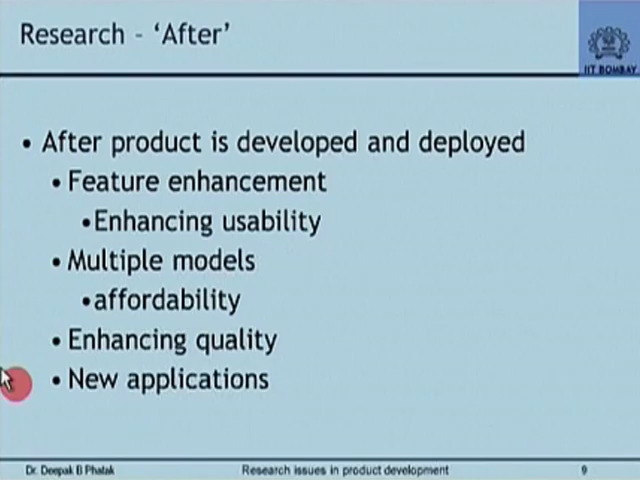 Research - 'After'
IIT BOMBAY
• After product is developed and deployed
• Feature enhancement
• Enhancing usability
• Multiple models
• affordability
• Enhancing quality
• New applications
Dr. Deepak B Phatak Research issues in product development 9